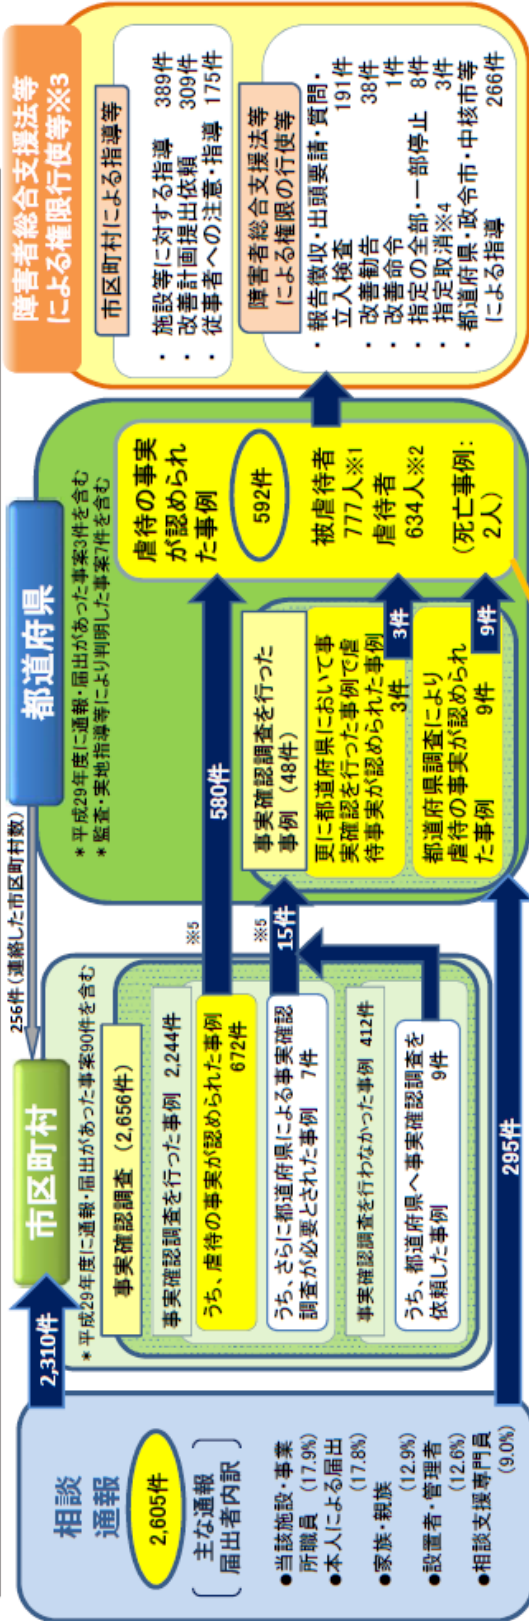 相談
通報
2,605件
主な通報
届出者内訳
●当該施設・事業
所職員 (17.9%)
●本人による届出
(17.8%)
●家族・親族
(12.9%)
●設置者・管理者
(12.6%)
●相談支援専門員
(9.0%)
2,310件
295件
市区町村
256件(連絡した市区町村数)
*平成29年度に通報・届出があった事案90件を含む
事実確認調査 (2,656件)
事実確認調査を行った事例 2,244件
うち、虐待の事実が認められた事例
672件
うち、さらに都道府県による事実確認
調査が必要とされた事例 7件
事実確認調査を行わなかった事例 412件
うち、都道府県へ事実確認調査を
依頼した事例 9件
※5
580件
※5
15件
都道府県
*平成29年度に通報・届出があった事案3件を含む
*監査・実地指導等により判明した事案7件を含む
事実確認調査を行った
事例 (48件)
更に都道府県において事
実確認を行った事例で虐
待事実が認められた事例
3件
3件
都道府県調査により
虐待の事実が認められ
た事例 9件
9件
虐待の事実
が認められ
た事例
592件
被虐待者
777人※1
虐待者
634人※2
(死亡事例:
2人)
障害者総合支援法等
による権限行使等※3
市区町村による指導等
・ 施設等に対する指導 389件
・ 改善計画提出依頼 309件
・ 従事者への注意・指導 175件
障害者総合支援法等
による権限の行使等
・ 報告徴収・出頭要請・質問・
立入検査 191件
・ 改善勧告 38件
・ 改善命令 1件
・ 指定の全部・一部停止 8件
・ 指定取消※4 3件
・ 都道府県・政令市・中核市等
による指導 266件